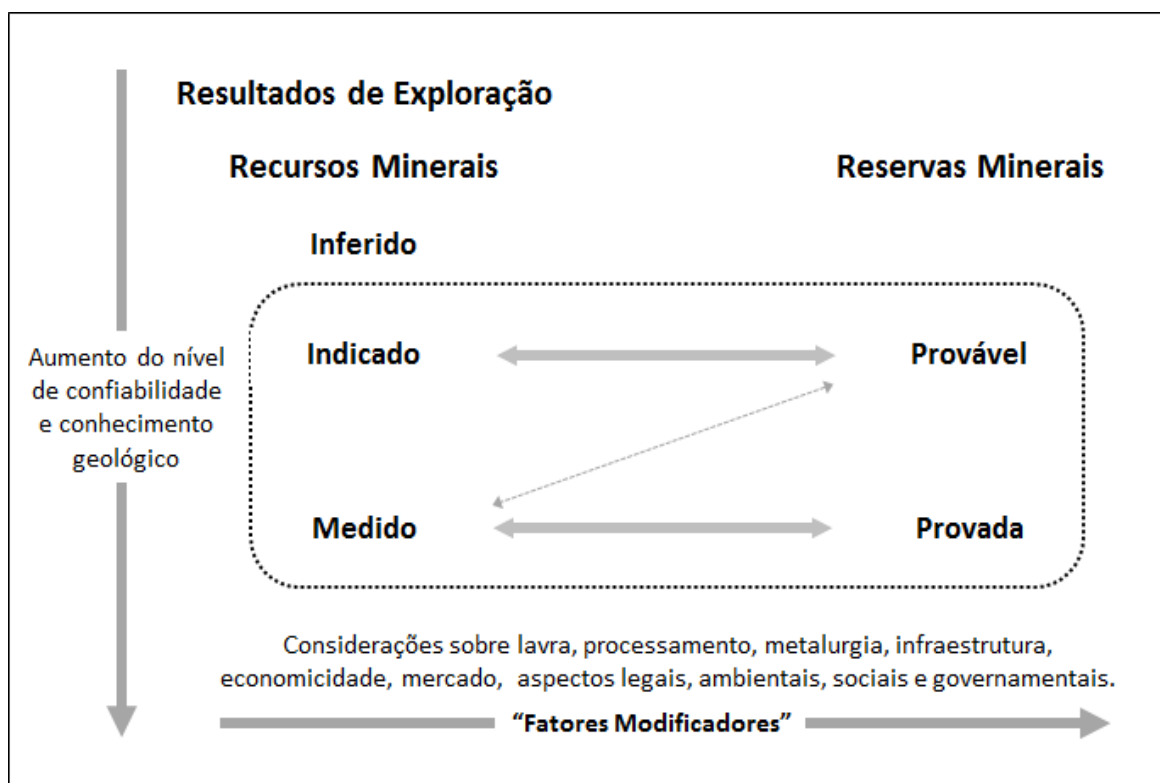 Resultados de Exploração
Recursos Minerais
Reservas Minerais
Inferido
Aumento do nível
de confiabilidade
e conhecimento
geológico
Indicado
Provável
Medido
Provada
Considerações sobre lavra, processamento, metalurgia, infraestrutura,
economicidade, mercado, aspectos legais, ambientais, sociais e governamentais.
“Fatores Modificadores”